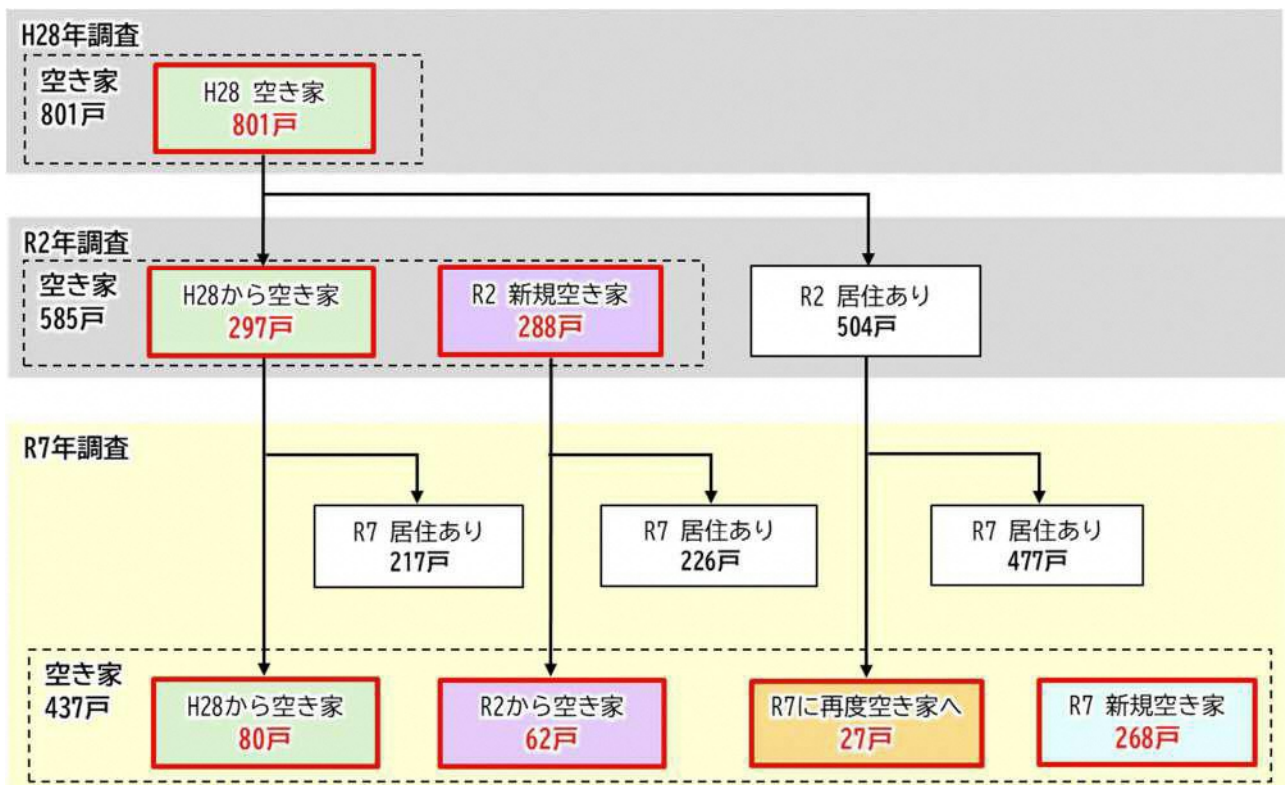 H28年調査
空き家
801戸
H28 空き家
801戸
R2年調査
空き家
585戸
H28から空き家
297戸
R2 新規空き家
288戸
R2 居住あり
504戸
R7年調査
R7 居住あり
217戸
R7 居住あり
226戸
R7 居住あり
477戸
空き家
437戸
H28から空き家
80戸
R2から空き家
62戸
R7に再度空き家へ
27戸
R7 新規空き家
268戸